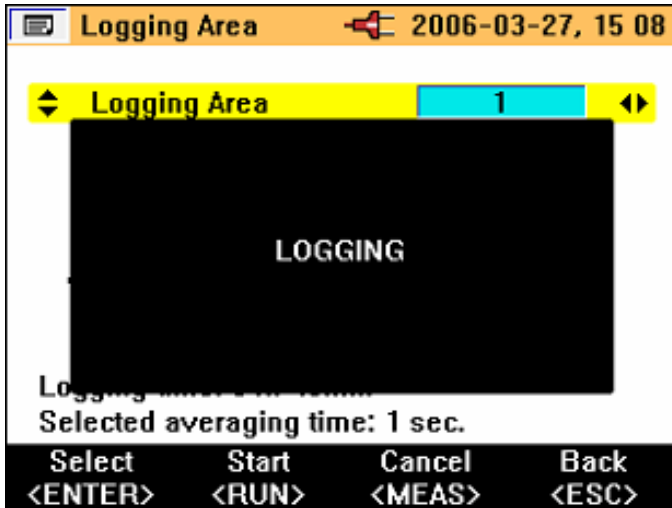 Logging Area 2006-03-27, 15 08
Logging Area 1
LOGGING
Selected averaging time: 1 sec.
Select Start Cancel Back
<ENTER> <RUN> <MEAS> <ESC>